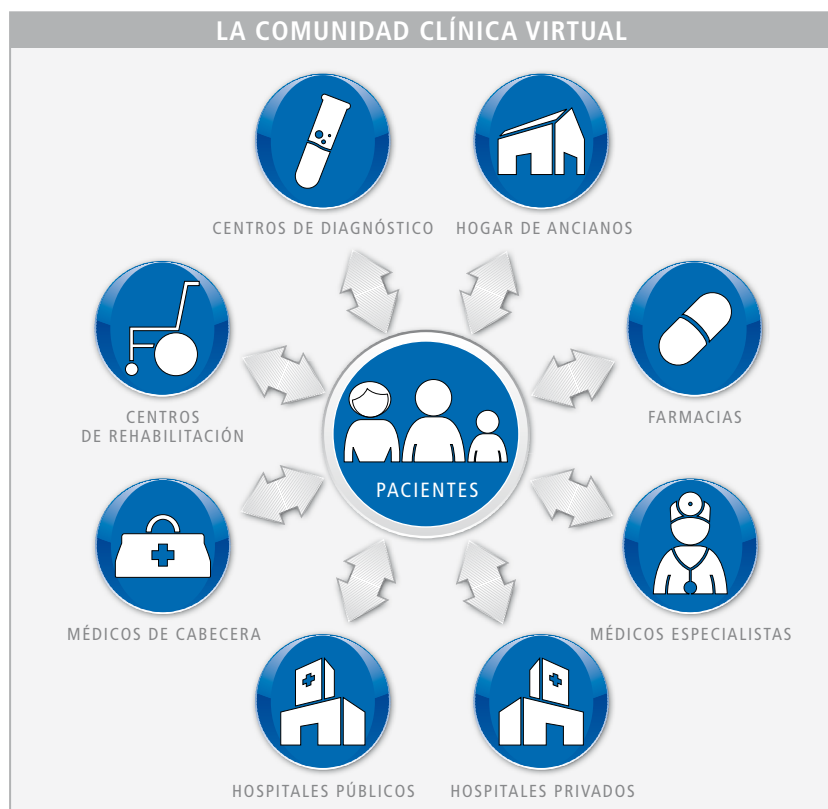 LA COMUNIDAD CLÍNICA VIRTUAL
CENTROS DE DIAGNÓSTICO
HOGAR DE ANCIANOS
CENTROS
DE REHABILITACIÓN
FARMACIAS
PACIENTES
MÉDICOS DE CABECERA
MÉDICOS ESPECIALISTAS
HOSPITALES PÚBLICOS
HOSPITALES PRIVADOS